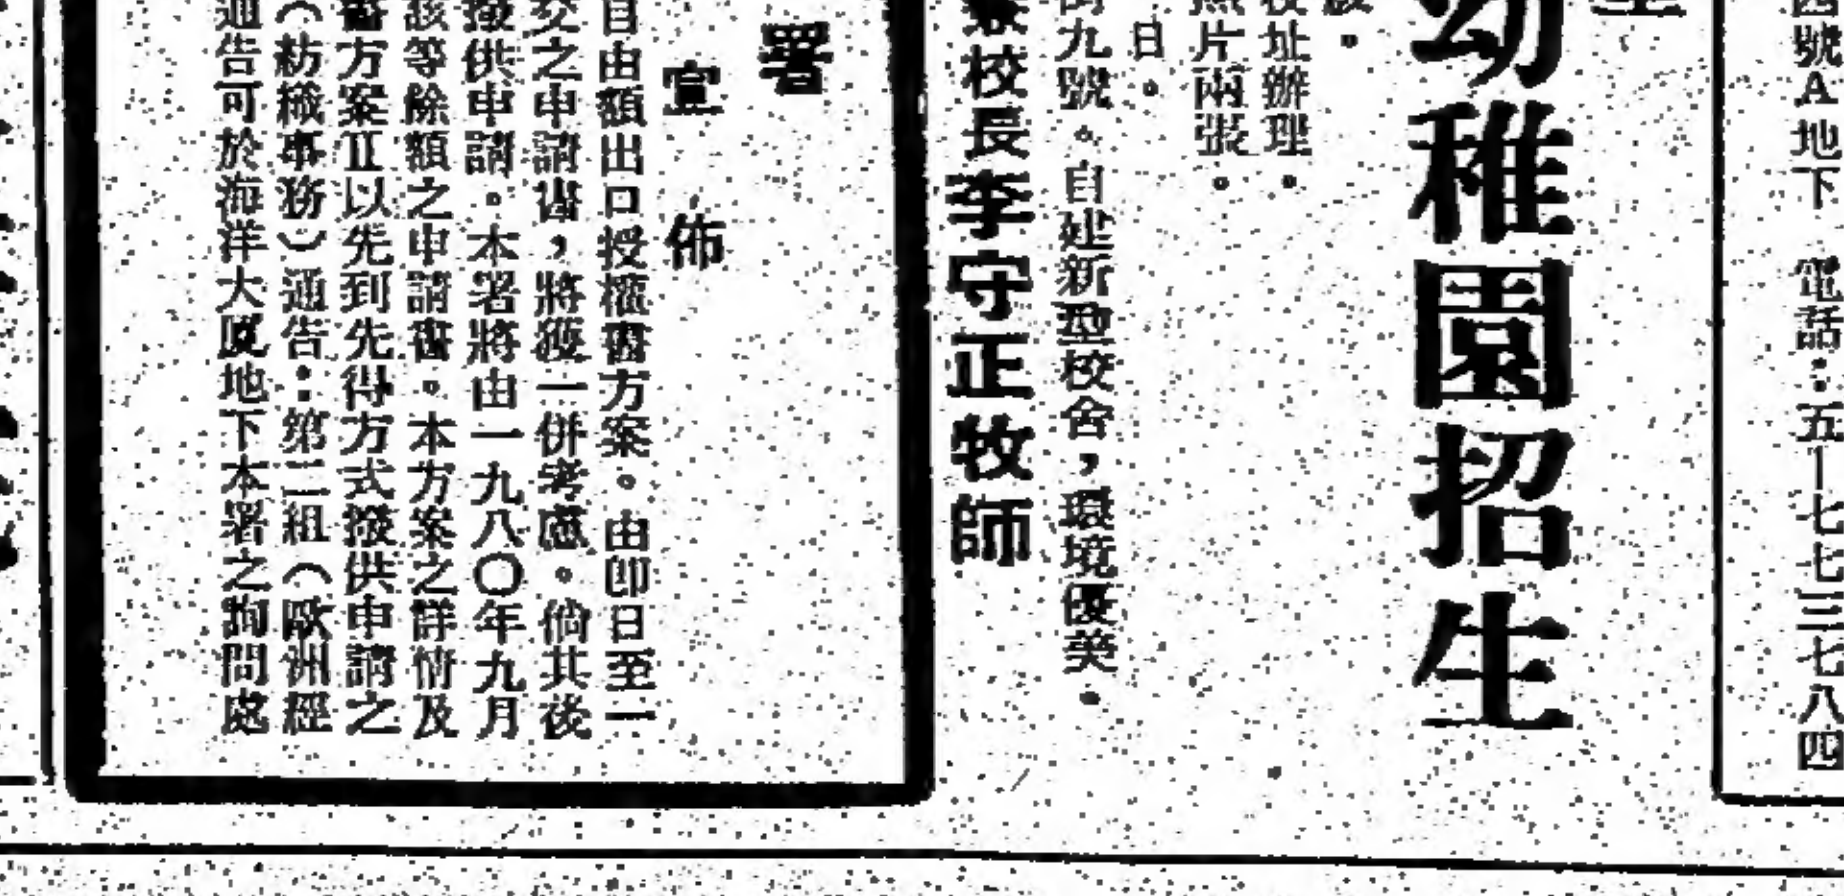 四號A地下 電話：五—七七三七八四
幼稚園招生
址辦理。
照片兩張。
日。
街九號。自建新型校舍，環境優美。
校長李守正牧師
署
宣佈
自由額出口授權書方案。由即日至一
交之申請書，將獲一併考慮。倘其後
撥供申請。本署將由一九八〇年九月
該等餘額之申請書。本方案之詳情及
書方案II以先到先得方式撥供申請之
（紡織事務）通告：第二組（歐洲經
通告可於海洋大厦地下本署之詢問處